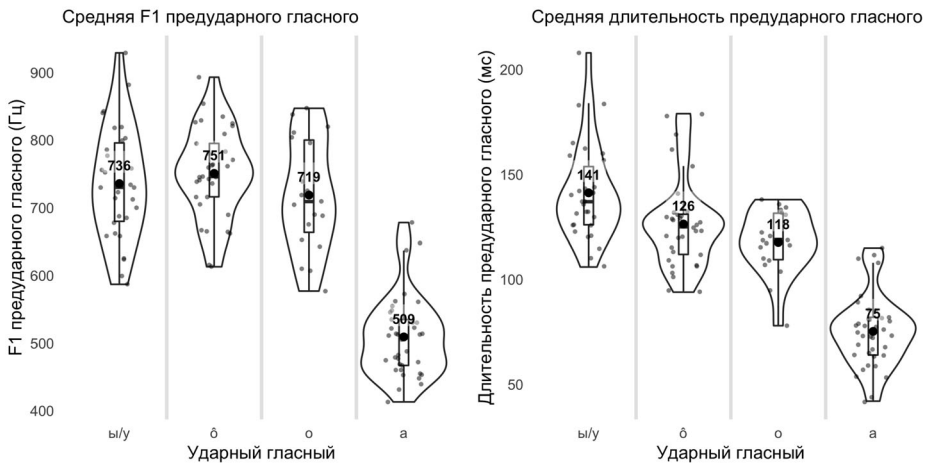 Средняя F1 предударного гласного
F1 предударного гласного (Гц)
900
800
700
600
500
400
736
751
719
509
ы/у
ô
о
а
Ударный гласный
Средняя длительность предударного гласного
Длительность предударного гласного (мс)
200
150
100
50
141
126
118
75
ы/у
ô
о
а
Ударный гласный